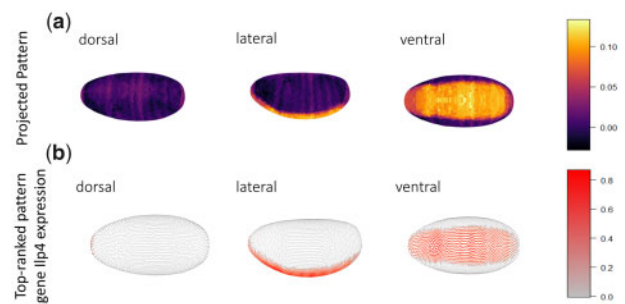 (a)
dorsal
lateral
ventral
Projected Pattern
0.10
0.05
0.00
(b)
dorsal
lateral
ventral
Top-ranked pattern
gene Ilp4 expression
0.8
0.6
0.4
0.2
0.0